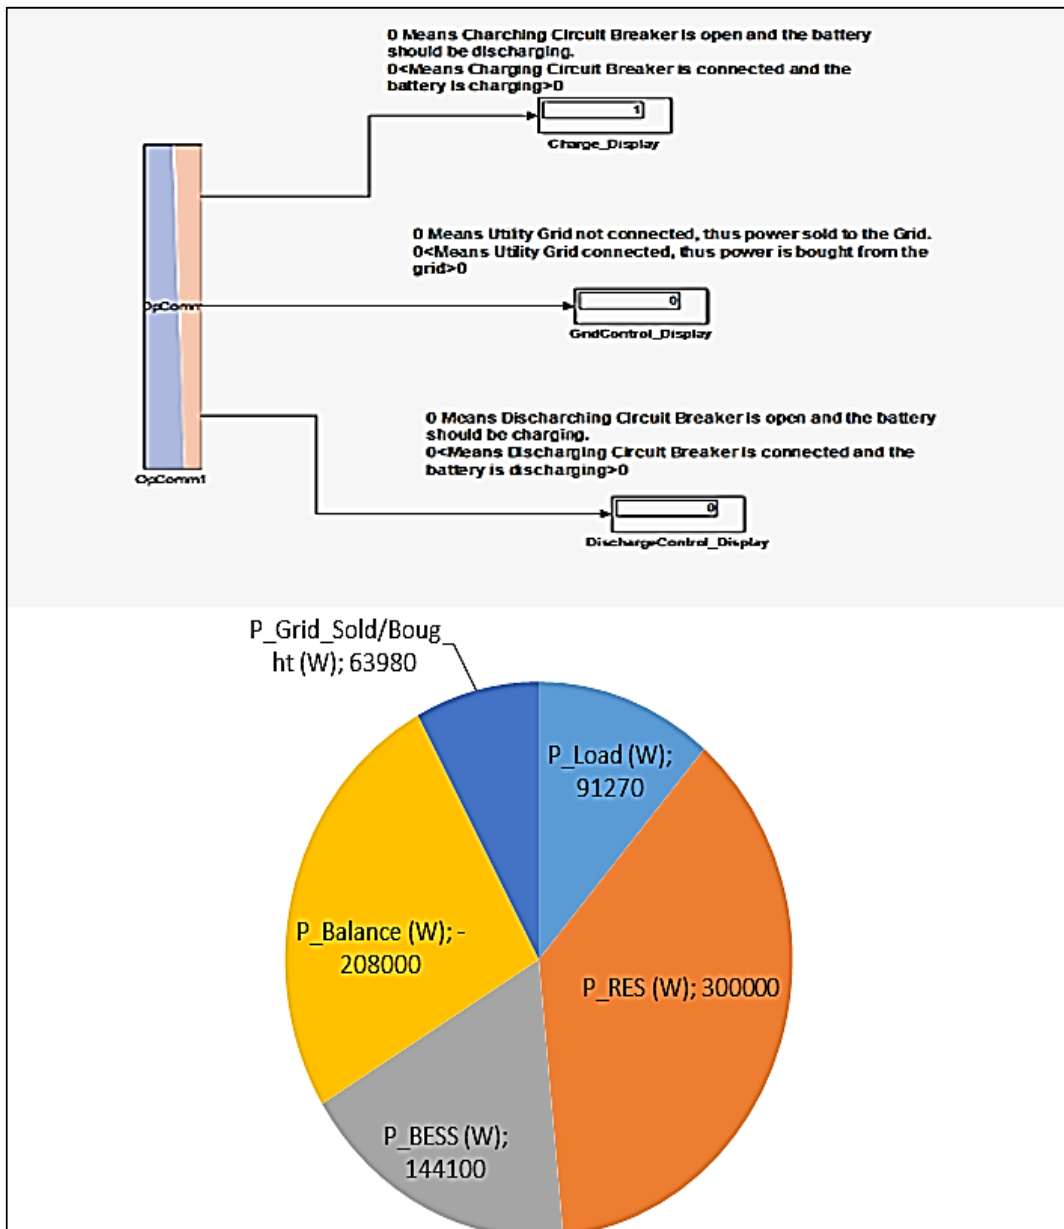 0 Means Charching Circuit Breaker is open and the battery
should be discharging.
0<Means Charging Circuit Breaker is connected and the
battery is charging>0
1
Charge_Display
0 Means Utility Grid not connected, thus power sold to the Grid.
0<Means Utility Grid connected, thus power is bought from the
grid>0
OpComm
0
GridControl_Display
0 Means Discharching Circuit Breaker is open and the battery
should be charging.
0<Means Discharging Circuit Breaker is connected and the
battery is discharging>0
OpComm1
0
DischargeControl_Display
P_Grid_Sold/Boug
ht (W); 63980
P_Load (W);
91270
P_Balance (W); -
208000
P_RES (W); 300000
P_BESS (W);
144100